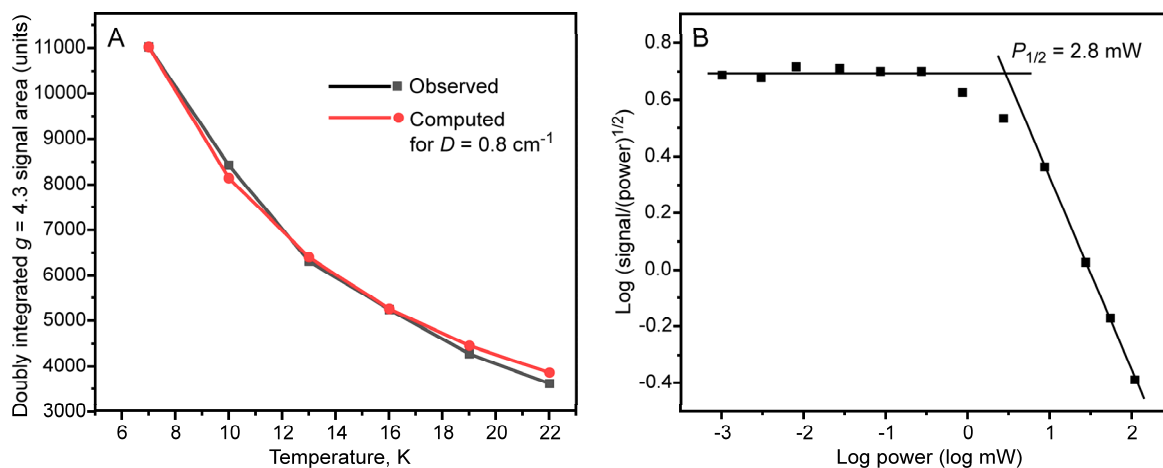 A
Doubly integrated g = 4.3 signal area (units)
11000
10000
9000
8000
7000
6000
5000
4000
3000
Observed
Computed
for D = 0.8 cm⁻¹
6 8 10 12 14 16 18 20 22
Temperature, K
B
P₁/₂ = 2.8 mW
Log (signal/(power)¹ᐟ²)
0.8
0.6
0.4
0.2
0.0
-0.2
-0.4
-3 -2 -1 0 1 2
Log power (log mW)